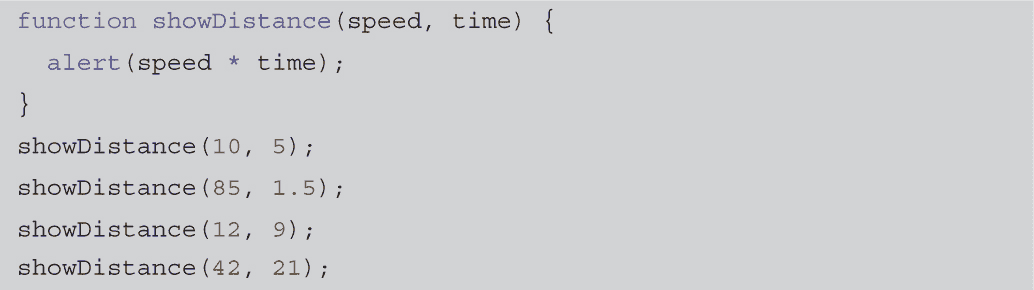 function showDistance(speed, time) {
  alert(speed * time);
}
showDistance(10, 5);
showDistance(85, 1.5);
showDistance(12, 9);
showDistance(42, 21);